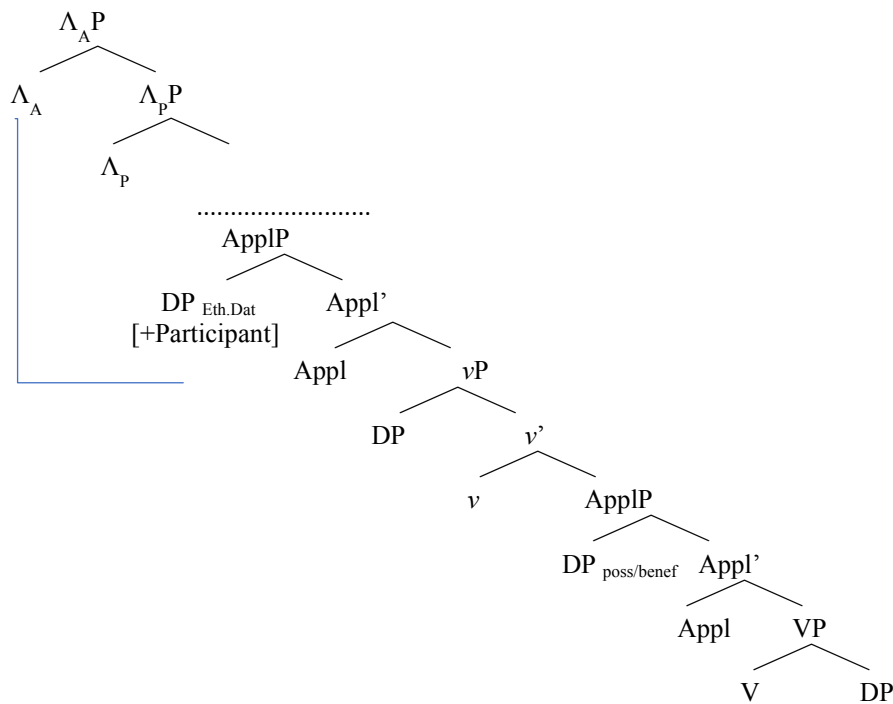 Λ_A P
Λ_A Λ_P P
Λ_P
........................
ApplP
DP Eth.Dat Appl’
[+Participant]
Appl vP
DP v’
v ApplP
DP poss/benef Appl’
Appl VP
V DP